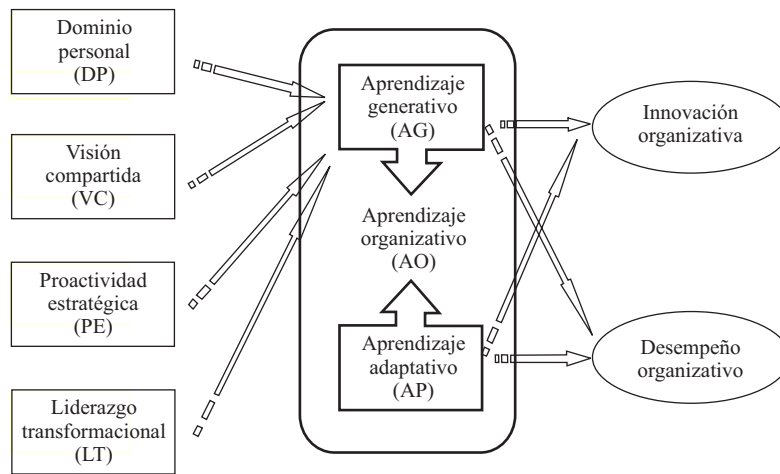 Dominio
personal
(DP)
Visión
compartida
(VC)
Proactividad
estratégica
(PE)
Liderazgo
transformacional
(LT)
Aprendizaje
generativo
(AG)
Aprendizaje
organizativo
(AO)
Aprendizaje
adaptativo
(AP)
Innovación
organizativa
Desempeño
organizativo